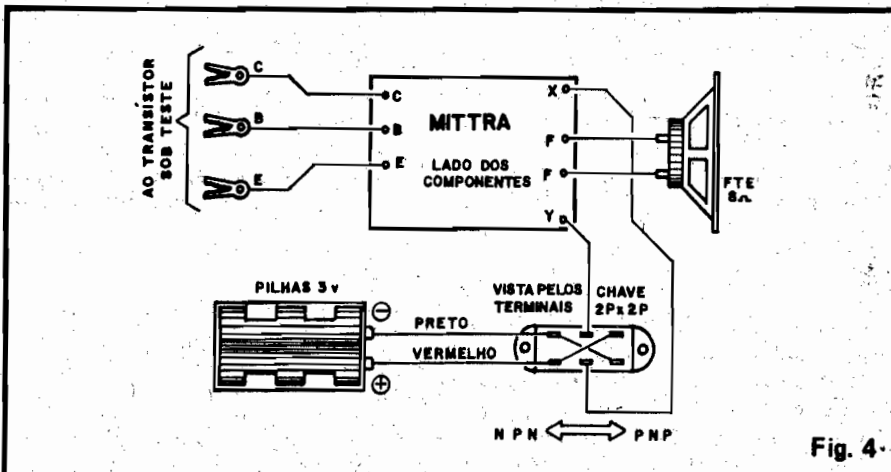 AO TRANSÍSTOR
SOB TESTE
C
B
E
C
B
E
MITTRA
LADO DOS
COMPONENTES
X
F
F
Y
FTE
8Ω
PILHAS 3v
PRETO
VERMELHO
VISTA PELOS
TERMINAIS
CHAVE
2P x 2P
NPN
PNP
Fig. 4